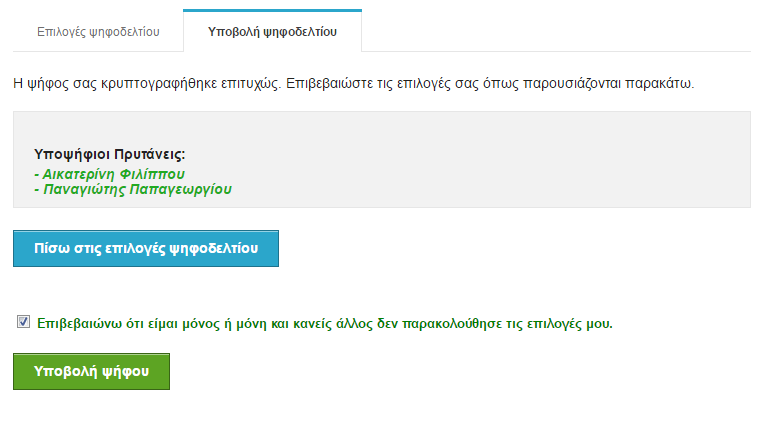 Επιλογές ψηφοδελτίου
Υποβολή ψηφοδελτίου
Η ψήφος σας κρυπτογραφήθηκε επιτυχώς. Επιβεβαιώστε τις επιλογές σας όπως παρουσιάζονται παρακάτω.
Υποψήφιοι Πρυτάνεις:
- Αικατερίνη Φιλίππου
- Παναγιώτης Παπαγεωργίου
Πίσω στις επιλογές ψηφοδελτίου
Επιβεβαιώνω ότι είμαι μόνος ή μόνη και κανείς άλλος δεν παρακολούθησε τις επιλογές μου.
Υποβολή ψήφου